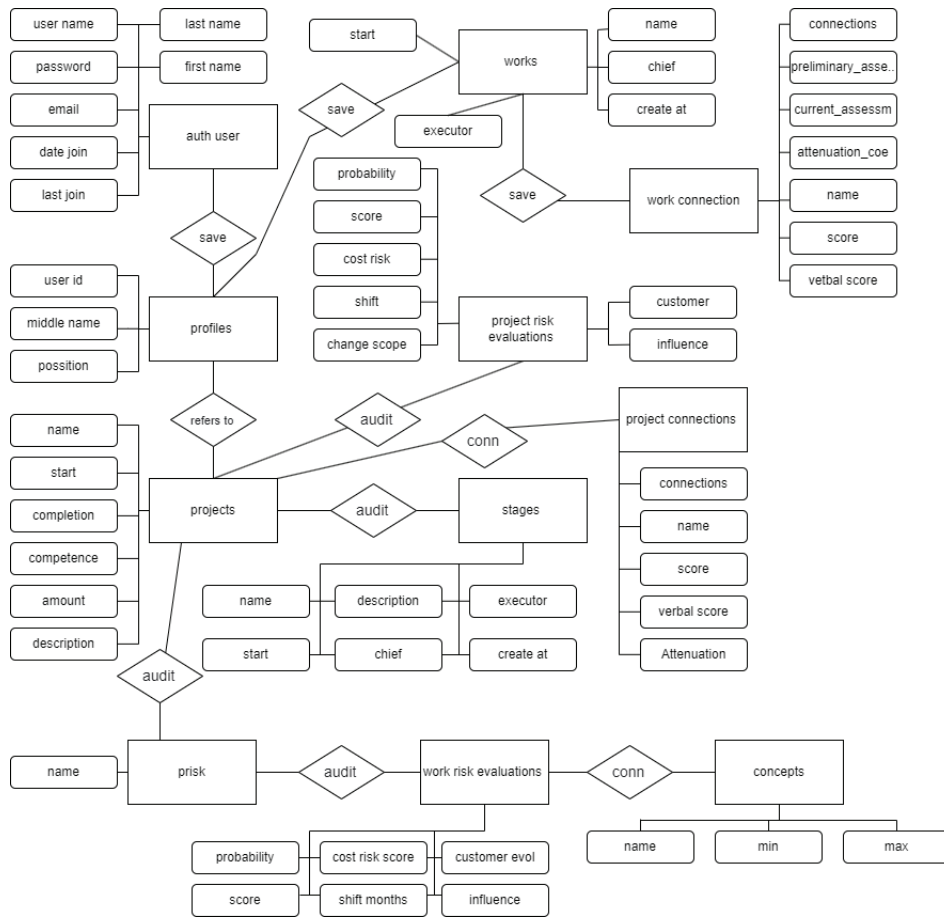 user name
last name
password
first name
email
date join
last join
auth user
save
start
works
name
chief
create at
save
executor
connections
preliminary_asse..
current_assessm
attenuation_coe
name
score
vetbal score
save
work connection
probability
score
cost risk
shift
change scope
project risk
evaluations
customer
influence
user id
middle name
possition
profiles
refers to
audit
conn
project connections
connections
name
score
verbal score
Attenuation
name
start
completion
competence
amount
description
projects
audit
stages
name
description
executor
start
chief
create at
audit
name
prisk
audit
work risk evaluations
conn
concepts
name
min
max
probability
cost risk score
customer evol
score
shift months
influence